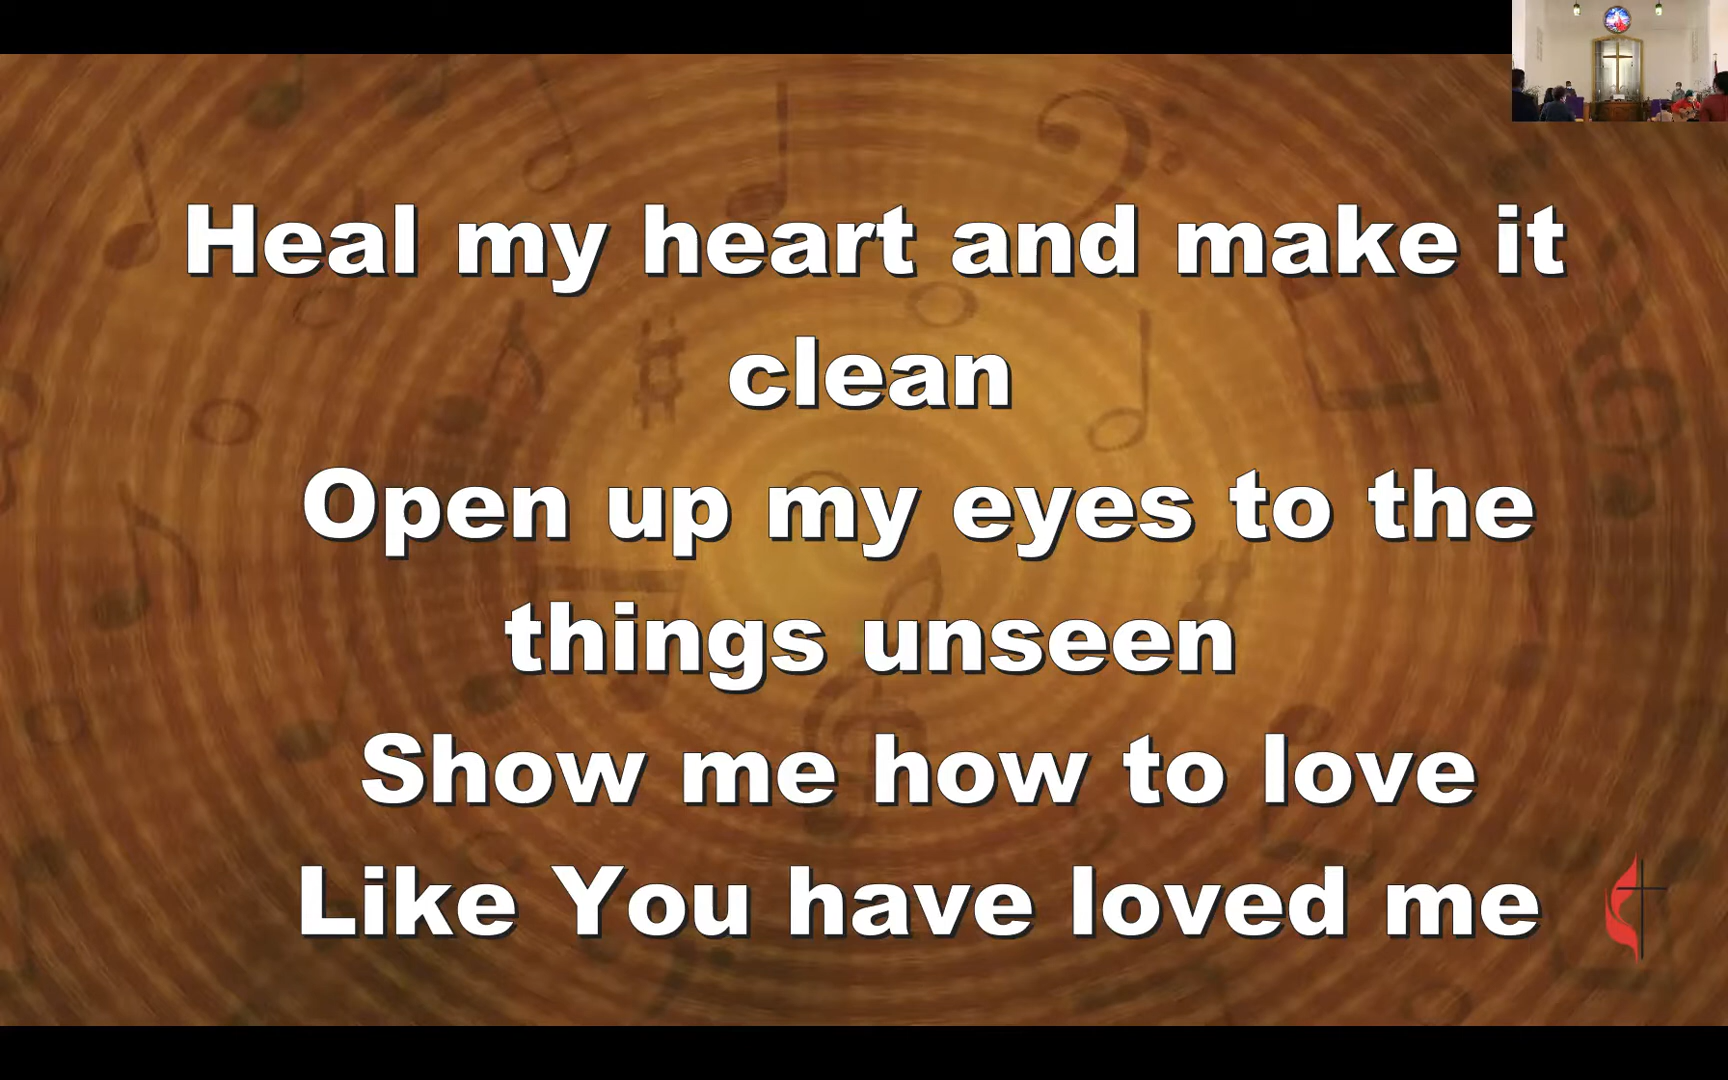 Heal my heart and make it
clean
Open up my eyes to the
things unseen
Show me how to love
Like You have loved me